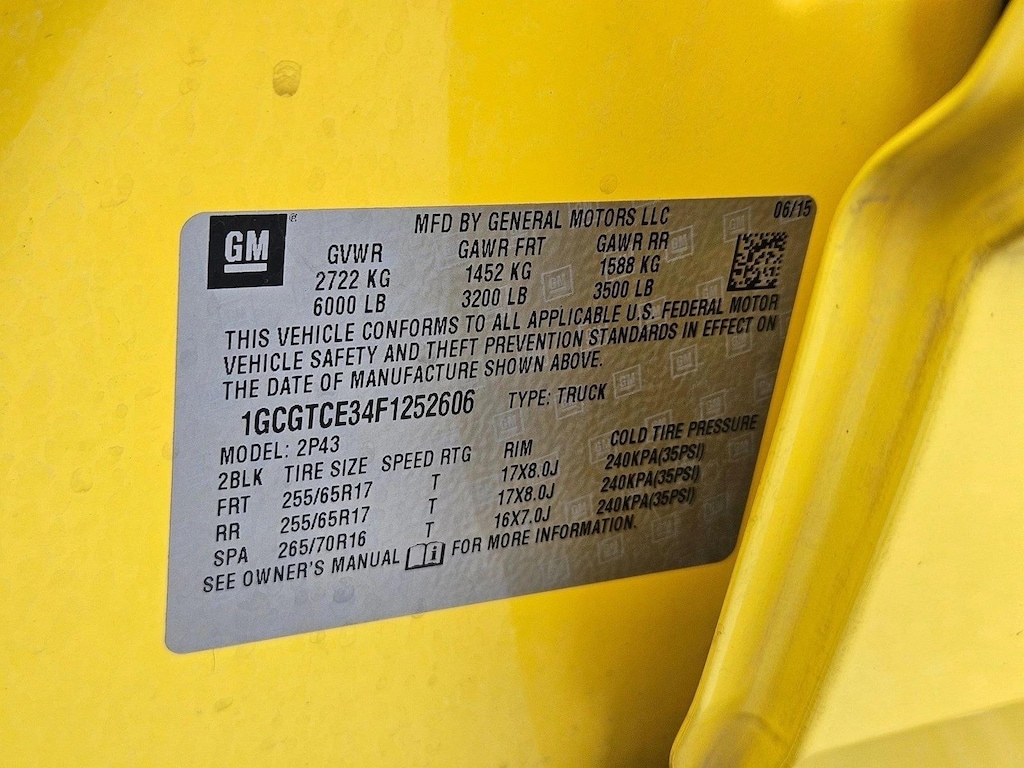 GM ® MFD BY GENERAL MOTORS LLC 06/15
GVWR GAWR FRT GAWR RR
2722 KG 1452 KG 1588 KG
6000 LB 3200 LB 3500 LB
THIS VEHICLE CONFORMS TO ALL APPLICABLE U.S. FEDERAL MOTOR
VEHICLE SAFETY AND THEFT PREVENTION STANDARDS IN EFFECT ON
THE DATE OF MANUFACTURE SHOWN ABOVE.
1GCGTCE34F1252606 TYPE: TRUCK
MODEL: 2P43
2BLK TIRE SIZE SPEED RTG RIM COLD TIRE PRESSURE
FRT 255/65R17 T 17X8.0J 240KPA(35PSI)
RR 255/65R17 T 17X8.0J 240KPA(35PSI)
SPA 265/70R16 T 16X7.0J 240KPA(35PSI)
SEE OWNER'S MANUAL i FOR MORE INFORMATION.